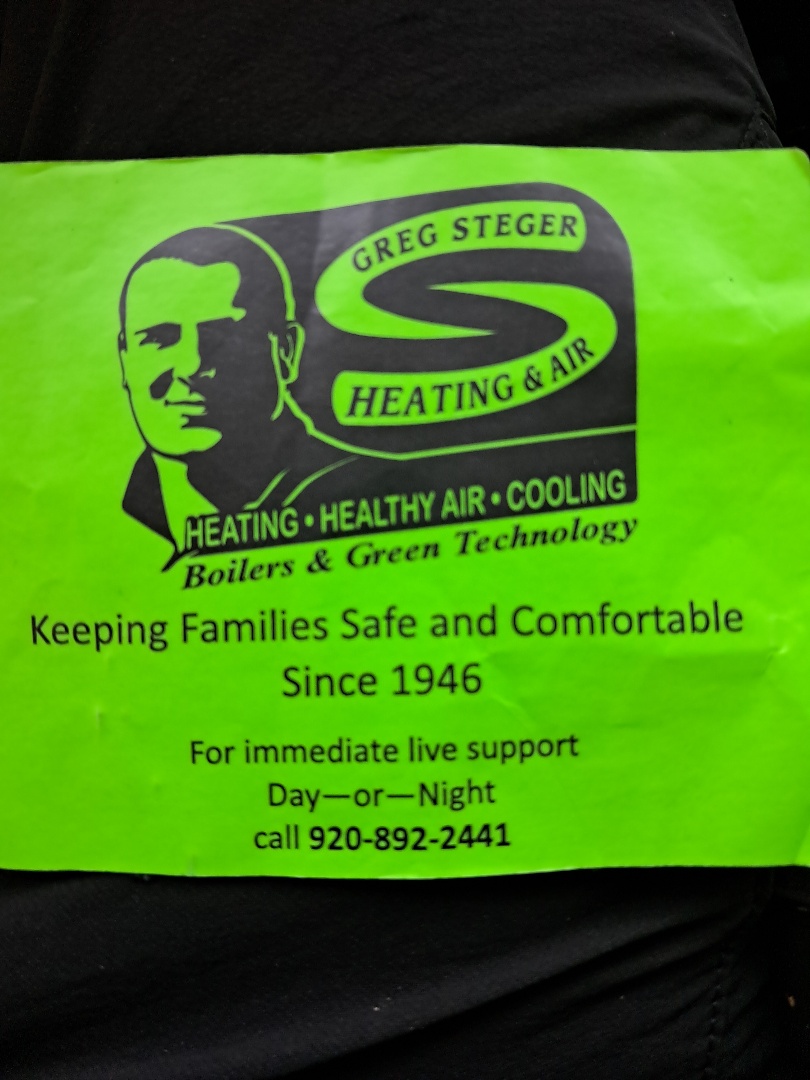 GREG STEGER
HEATING & AIR
HEATING • HEALTHY AIR • COOLING
Boilers & Green Technology
Keeping Families Safe and Comfortable
Since 1946
For immediate live support
Day—or—Night
call 920-892-2441